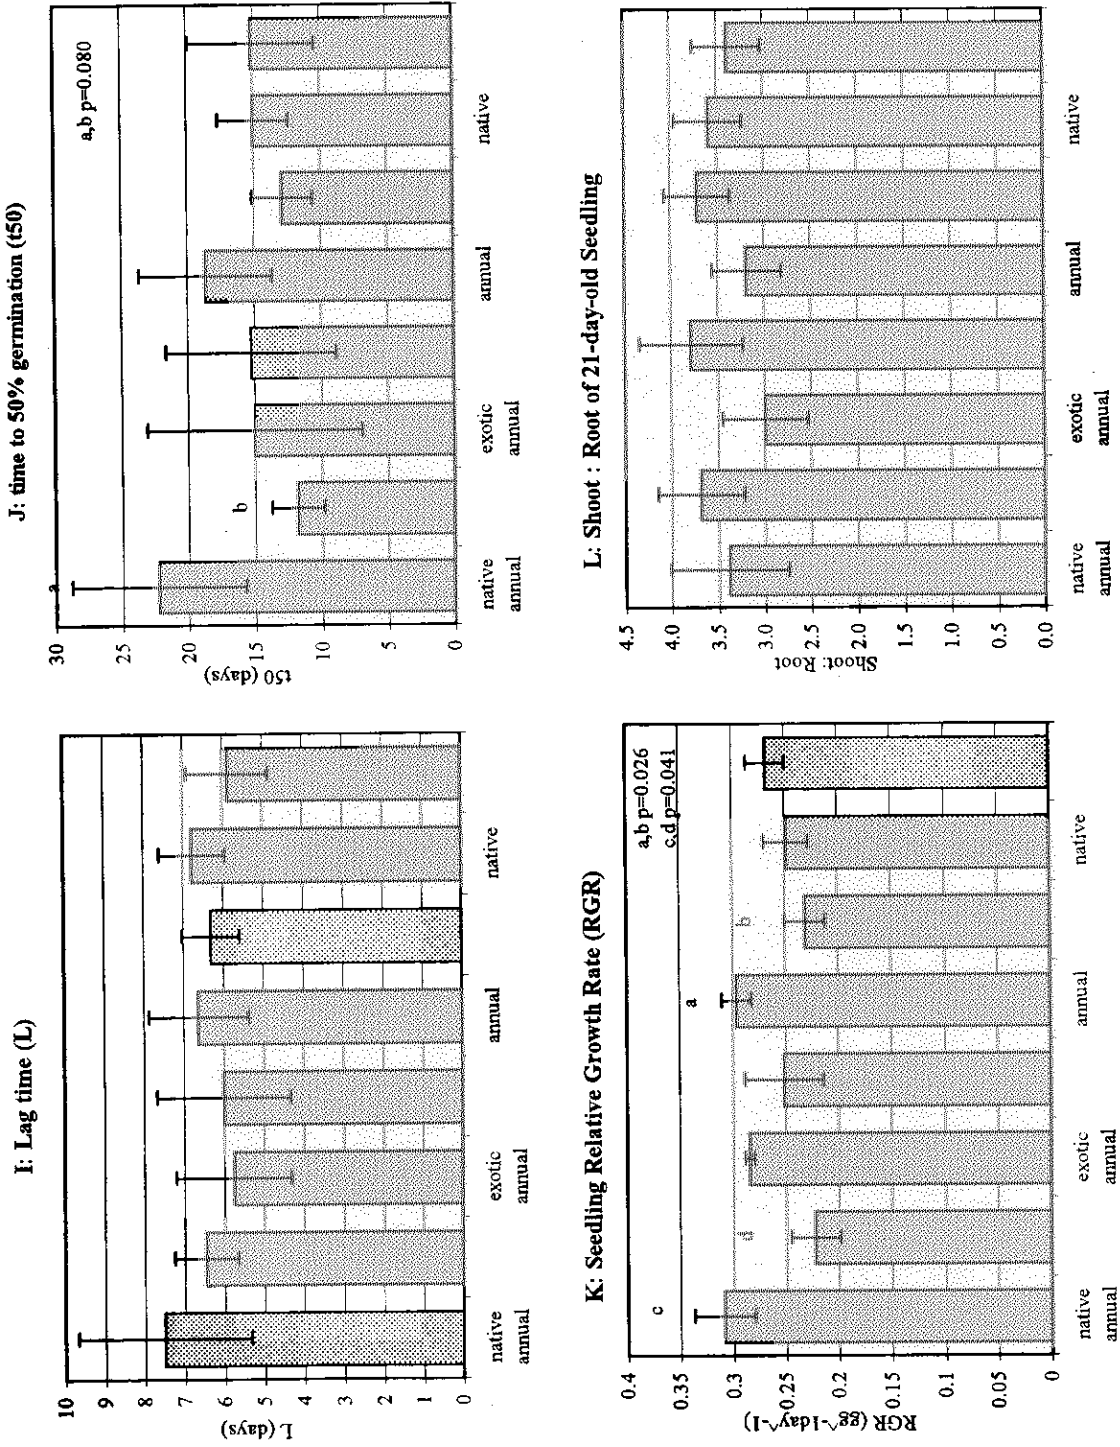 I: Lag time (L)
10
9
8
7
6
5
4
3
2
1
0
L (days)
native annual
exotic annual
annual
native
J: time to 50% germination (t50)
a,b p=0.080
30
25
20
15
10
5
0
t50 (days)
a
b
native annual
exotic annual
annual
native
K: Seedling Relative Growth Rate (RGR)
a,b p=0.026
c,d p=0.041
0.4
0.35
0.3
0.25
0.2
0.15
0.1
0.05
0
RGR (gg^-1day^-1)
c
d
a
b
native annual
exotic annual
annual
native
L: Shoot : Root of 21-day-old Seedling
4.5
4.0
3.5
3.0
2.5
2.0
1.5
1.0
0.5
0.0
Shoot: Root
native annual
exotic annual
annual
native